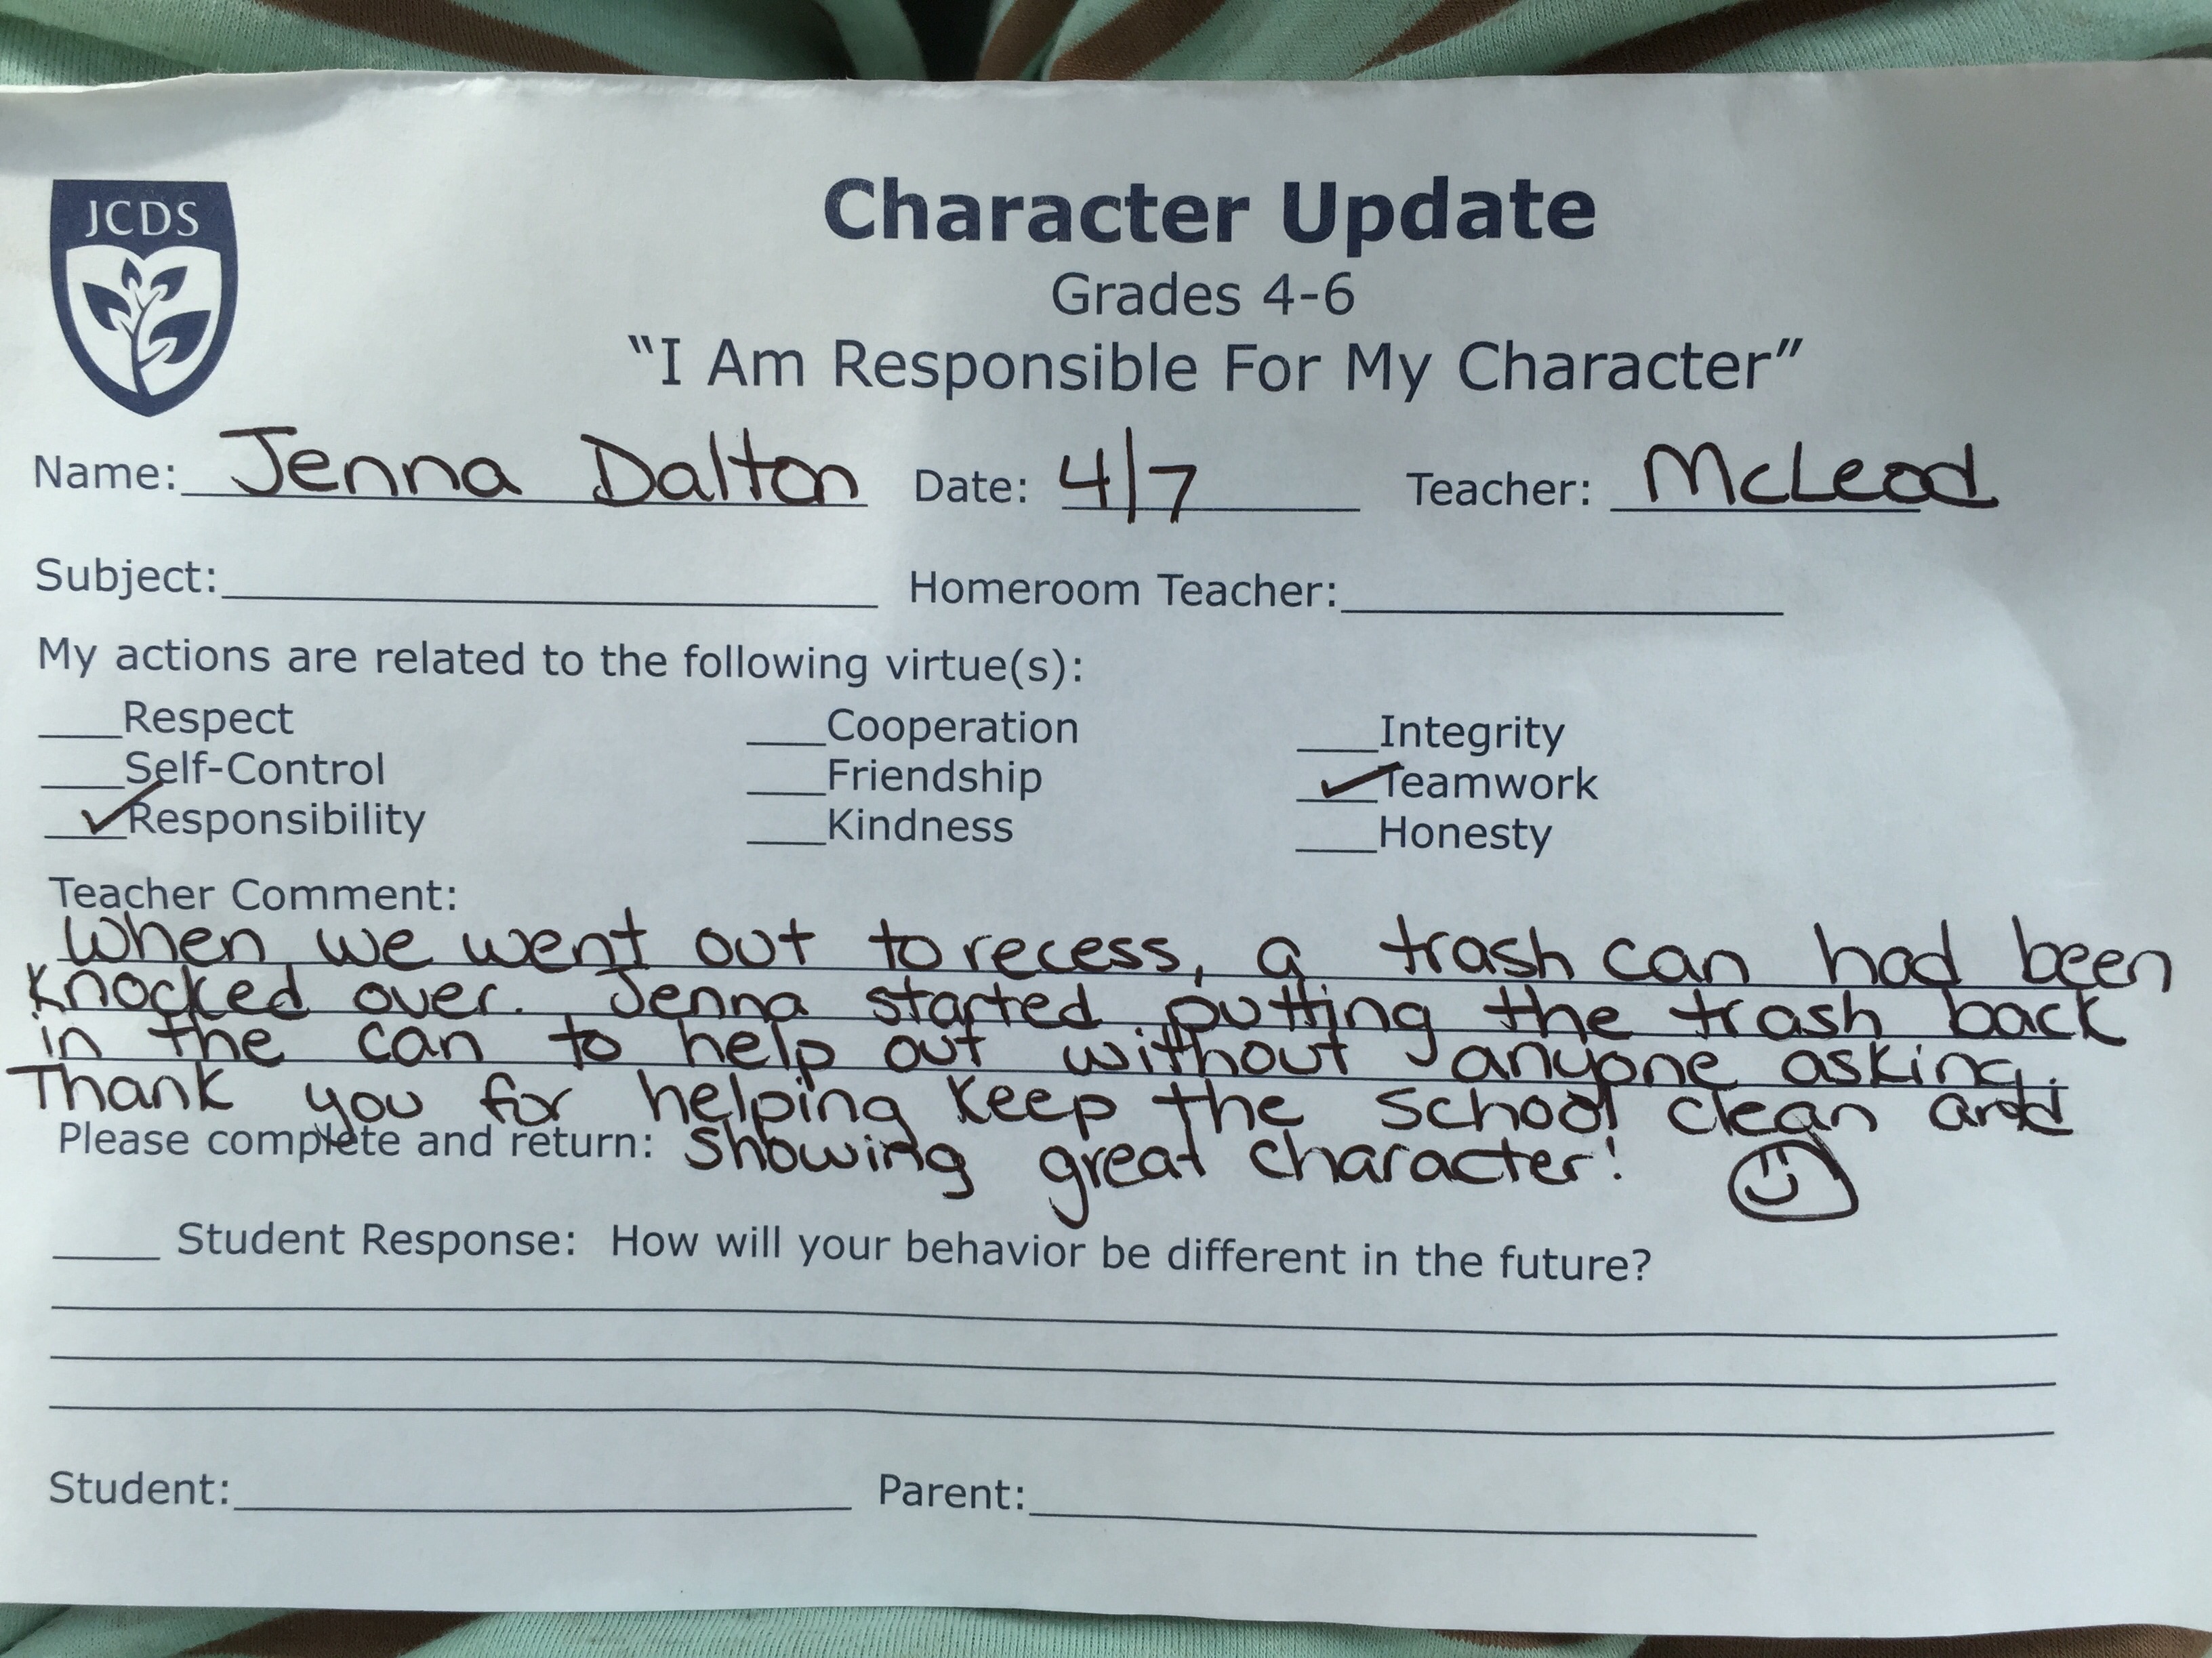 JCDS
Character Update
Grades 4-6
"I Am Responsible For My Character"
Name: Jenna Dalton Date: 4/7 Teacher: McLeod
Subject: Homeroom Teacher:
My actions are related to the following virtue(s):
Respect Cooperation Integrity
Self-Control Friendship ✓Teamwork
✓Responsibility Kindness Honesty
Teacher Comment:
When we went out to recess, a trash can had been
knocked over. Jenna started putting the trash back
in the can to help out without anyone asking.
Thank you for helping keep the school clean and
Please complete and return: showing great character!
Student Response: How will your behavior be different in the future?
Student: Parent: